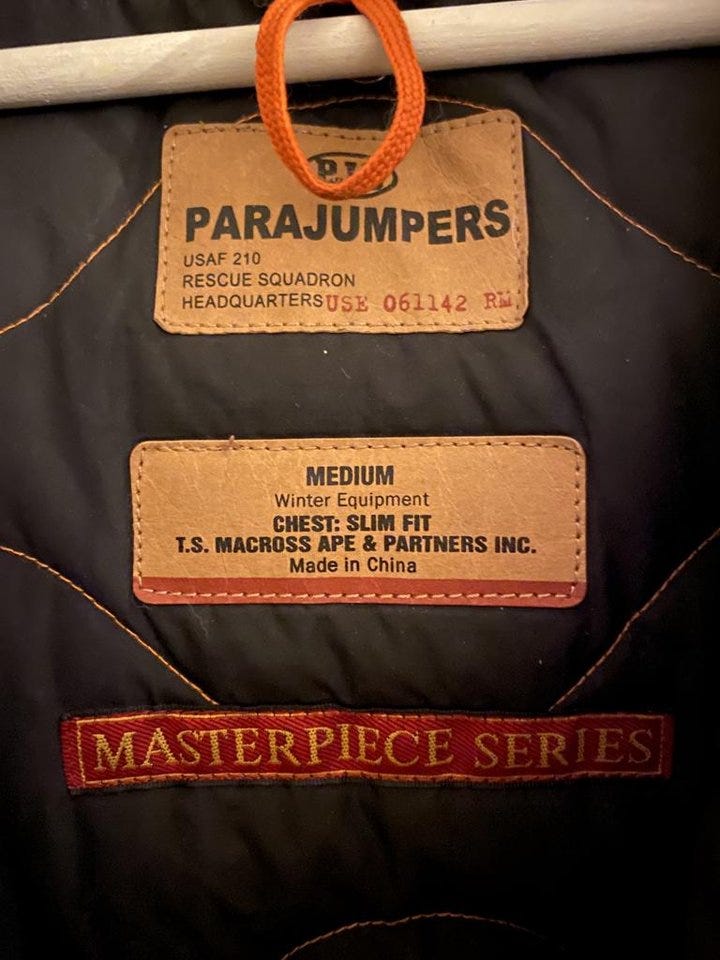 PARAJUMPERS
USAF 210
RESCUE SQUADRON
HEADQUARTERS USE 061142 RM
MEDIUM
Winter Equipment
CHEST: SLIM FIT
T.S. MACROSS APE & PARTNERS INC.
Made in China
MASTERPIECE SERIES